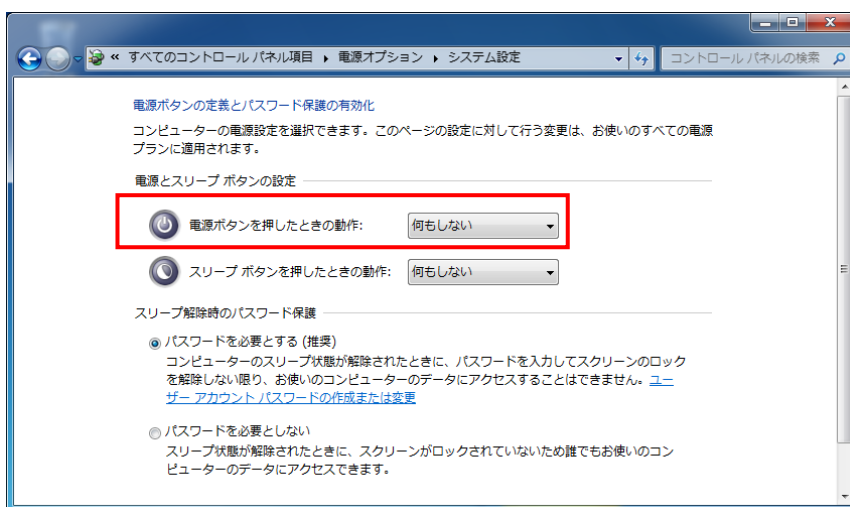 « すべてのコントロール パネル項目 ▸ 電源オプション ▸ システム設定
コントロール パネルの検索
電源ボタンの定義とパスワード保護の有効化
コンピューターの電源設定を選択できます。このページの設定に対して行う変更は、お使いのすべての電源
プランに適用されます。
電源とスリープ ボタンの設定
電源ボタンを押したときの動作: 何もしない
スリープ ボタンを押したときの動作: 何もしない
スリープ解除時のパスワード保護
パスワードを必要とする (推奨)
コンピューターのスリープ状態が解除されたときに、パスワードを入力してスクリーンのロック
を解除しない限り、お使いのコンピューターのデータにアクセスすることはできません。ユー
ザー アカウント パスワードの作成または変更
パスワードを必要としない
スリープ状態が解除されたときに、スクリーンがロックされていないため誰でもお使いのコン
ピューターのデータにアクセスできます。